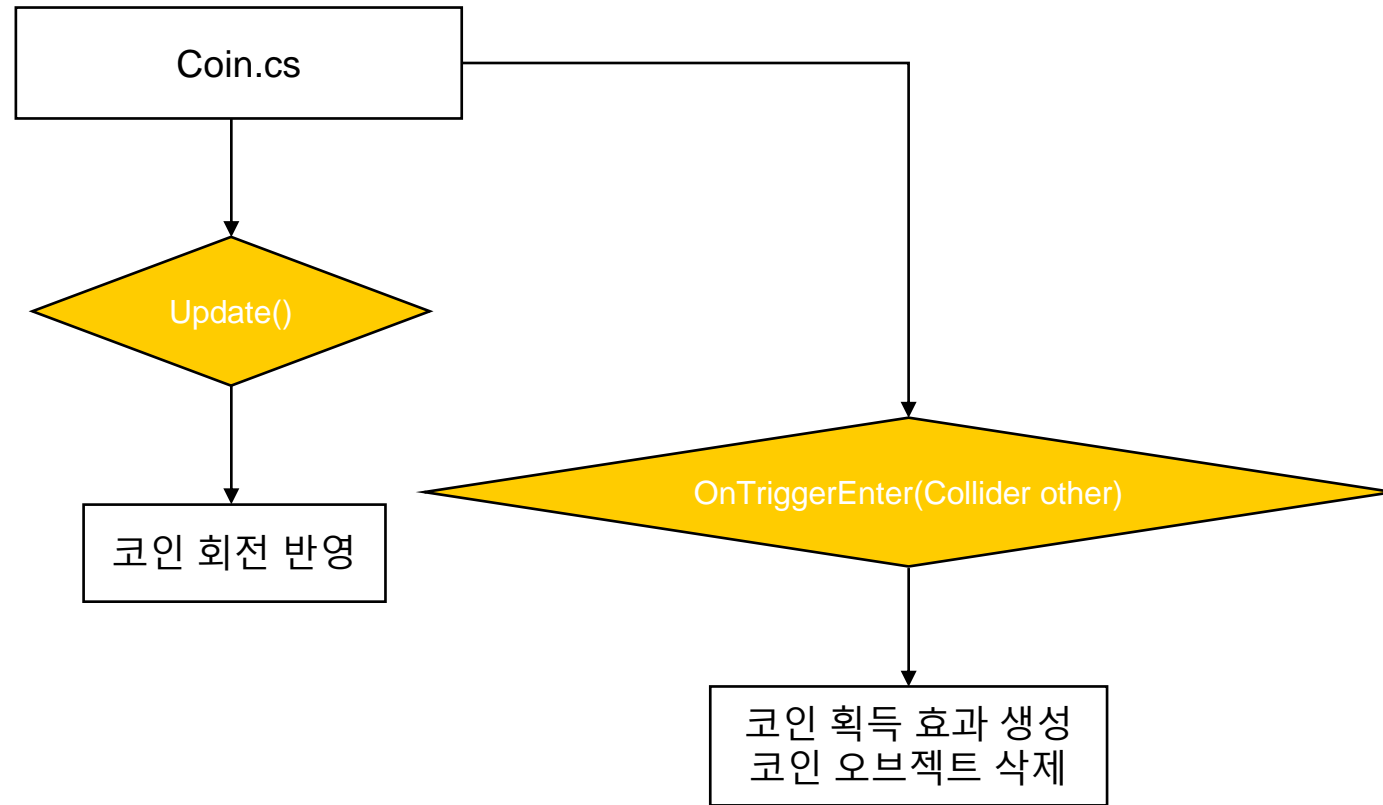 Coin.cs
Update()
코인 회전 반영
OnTriggerEnter(Collider other)
코인 획득 효과 생성
코인 오브젝트 삭제